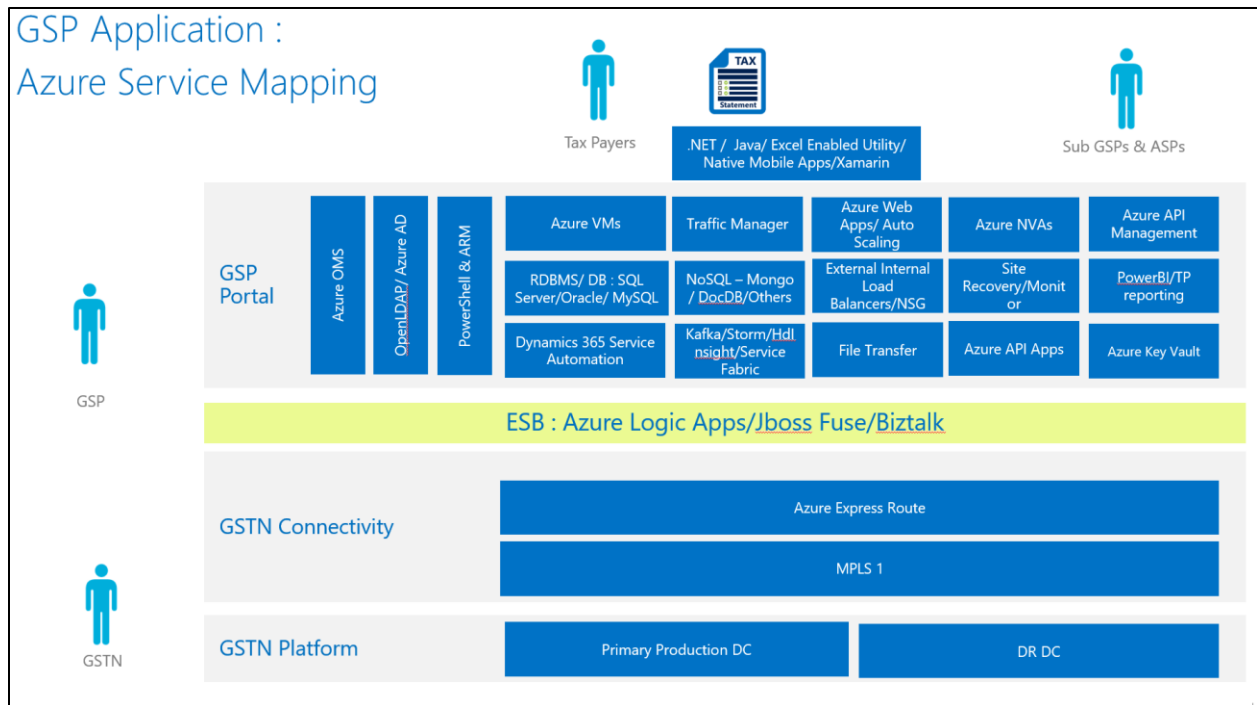 GSP Application :
Azure Service Mapping
TAX
Statement
Tax Payers
.NET / Java/ Excel Enabled Utility/
Native Mobile Apps/Xamarin
Sub GSPs & ASPs
GSP
GSP
Portal
Azure OMS
OpenLDAP/ Azure AD
PowerShell & ARM
Azure VMs
Traffic Manager
Azure Web
Apps/ Auto
Scaling
Azure NVAs
Azure API
Management
RDBMS/ DB : SQL
Server/Oracle/ MySQL
NoSQL – Mongo
/ DocDB/Others
External Internal
Load
Balancers/NSG
Site
Recovery/Monit
or
PowerBI/TP
reporting
Dynamics 365 Service
Automation
Kafka/Storm/HdI
nsight/Service
Fabric
File Transfer
Azure API Apps
Azure Key Vault
ESB : Azure Logic Apps/Jboss Fuse/Biztalk
GSTN Connectivity
Azure Express Route
MPLS 1
GSTN
GSTN Platform
Primary Production DC
DR DC